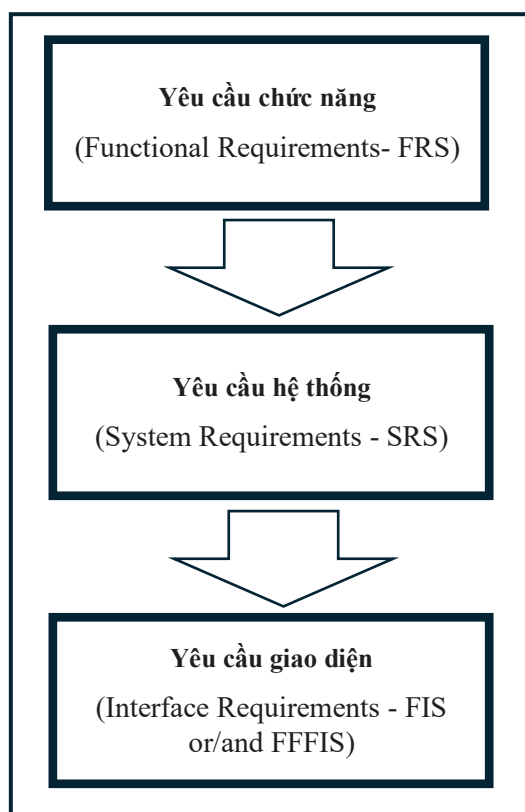 Yêu cầu chức năng
(Functional Requirements- FRS)
Yêu cầu hệ thống
(System Requirements - SRS)
Yêu cầu giao diện
(Interface Requirements - FIS
or/and FFFIS)